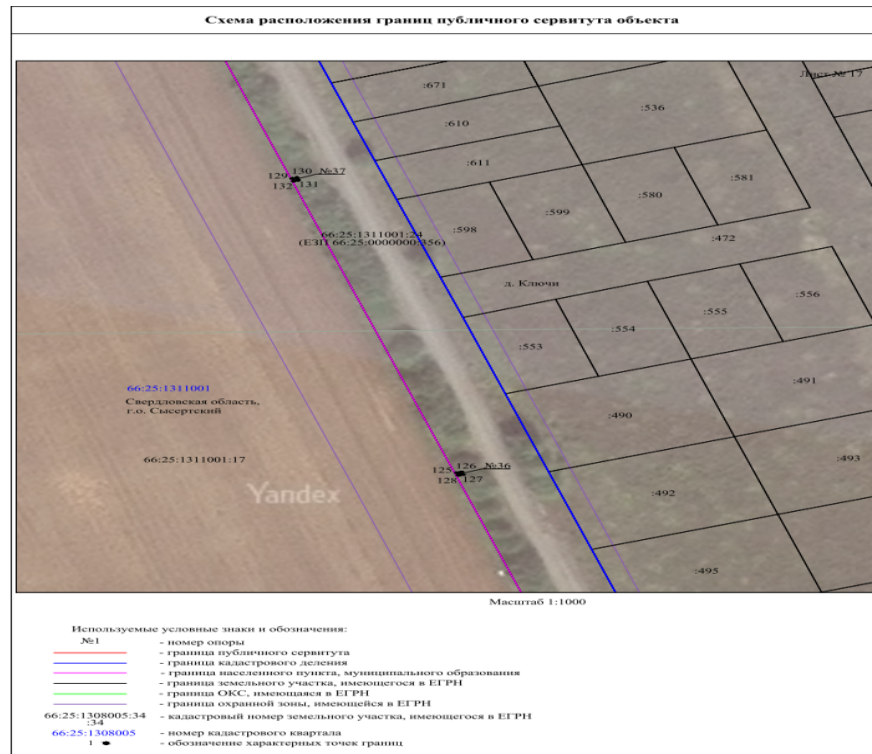 Схема расположения границ публичного сервитута объекта
Лист № 17
:671
:536
:610
:611
130 №37
129
132 131
:581
:580
:599
:598
66:25:1311001:24
(ЕЗП 66:25:0000000:356)
:472
д. Ключи
:556
:555
:554
:553
66:25:1311001
Свердловская область,
г.о. Сысертский
:491
:490
66:25:1311001:17
:493
126 №36
125
128 127
:492
Yandex
:495
Масштаб 1:1000
Используемые условные знаки и обозначения:
№1 - номер опоры
- граница публичного сервитута
- граница кадастрового деления
- граница населенного пункта, муниципального образования
- граница земельного участка, имеющегося в ЕГРН
- граница ОКС, имеющаяся в ЕГРН
- граница охранной зоны, имеющейся в ЕГРН
66:25:1308005:34 - кадастровый номер земельного участка, имеющегося в ЕГРН
:34
66:25:1308005 - номер кадастрового квартала
1 - обозначение характерных точек границ